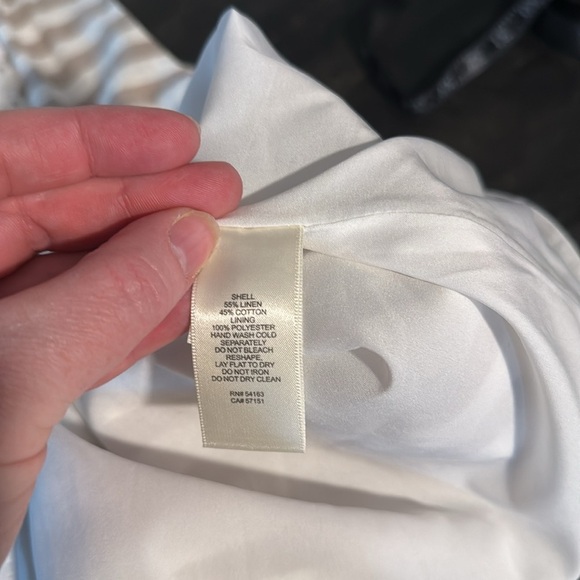 SHELL
55% LINEN
45% COTTON
LINING
100% POLYESTER
HAND WASH COLD
SEPARATELY
DO NOT BLEACH
RESHAPE,
LAY FLAT TO DRY
DO NOT IRON
DO NOT DRY CLEAN
RN# 54163
CA# 57151